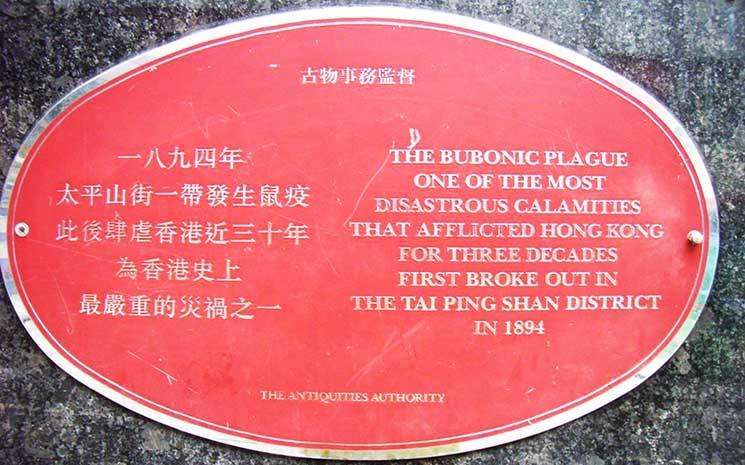 古物事務監督
一八九四年
太平山街一帶發生鼠疫
此後肆虐香港近三十年
為香港史上
最嚴重的災禍之一
THE BUBONIC PLAGUE
ONE OF THE MOST
DISASTROUS CALAMITIES
THAT AFFLICTED HONG KONG
FOR THREE DECADES
FIRST BROKE OUT IN
THE TAI PING SHAN DISTRICT
IN 1894
THE ANTIQUITIES AUTHORITY